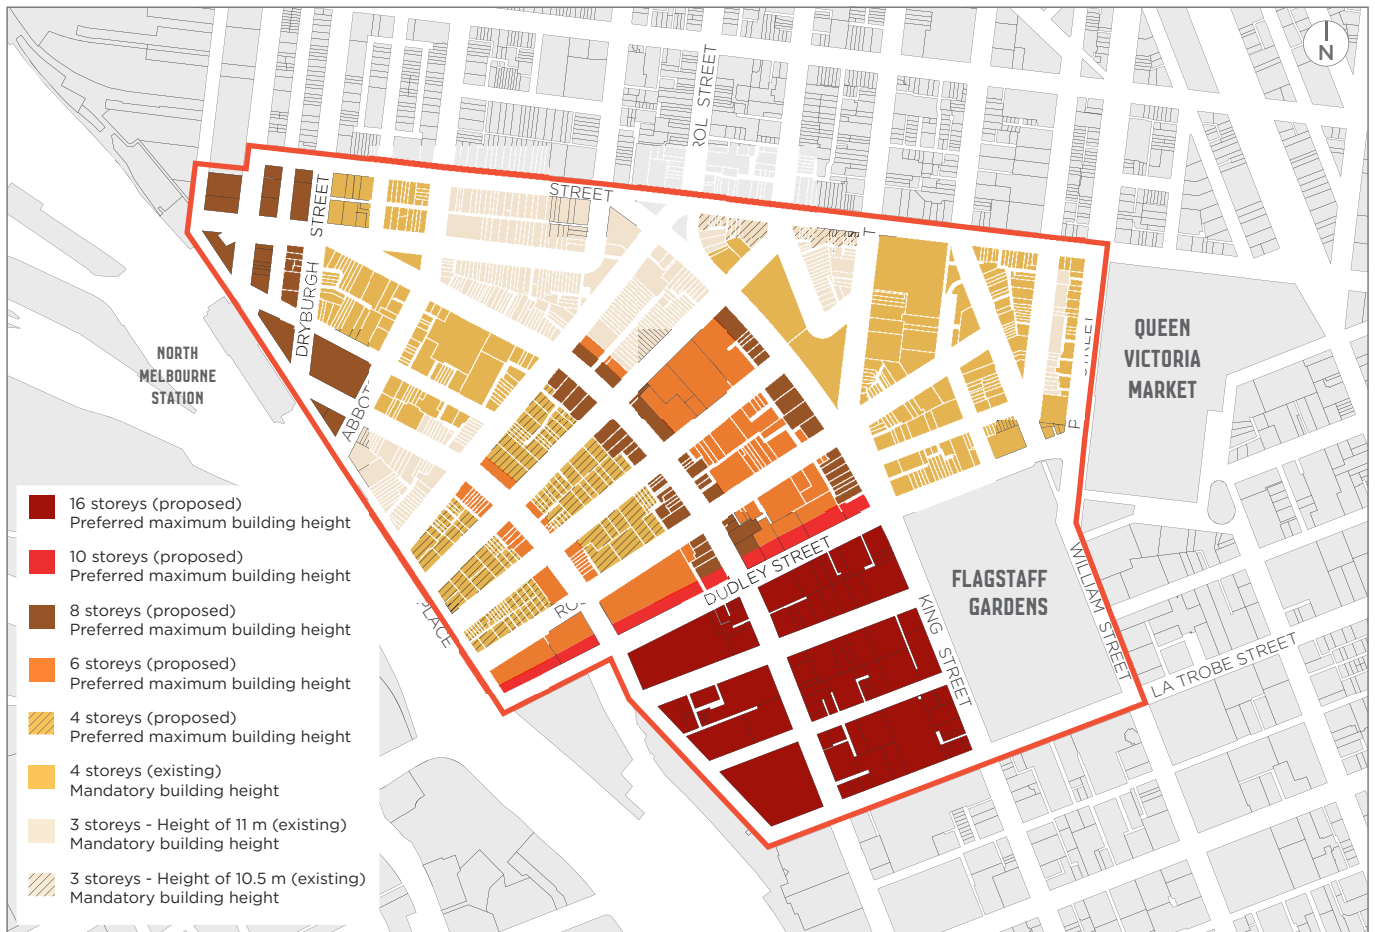 N
ROL STREET
STREET
STREET
DRYBURGH
ABBOT
T
STREET
P
QUEEN
VICTORIA
MARKET
NORTH
MELBOURNE
STATION
PLACE
RO
DUDLEY STREET
FLAGSTAFF
GARDENS
KING STREET
WILLIAM STREET
LA TROBE STREET
16 storeys (proposed)
Preferred maximum building height
10 storeys (proposed)
Preferred maximum building height
8 storeys (proposed)
Preferred maximum building height
6 storeys (proposed)
Preferred maximum building height
4 storeys (proposed)
Preferred maximum building height
4 storeys (existing)
Mandatory building height
3 storeys - Height of 11 m (existing)
Mandatory building height
3 storeys - Height of 10.5 m (existing)
Mandatory building height